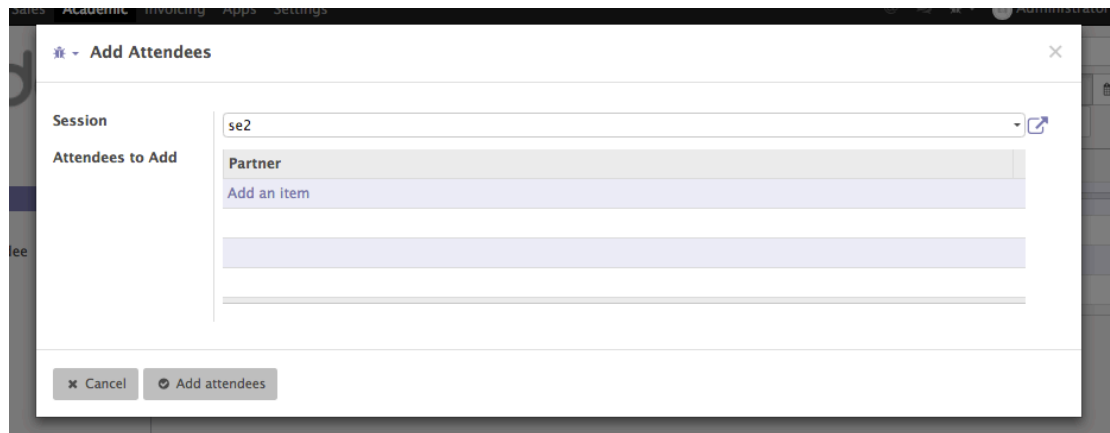 Sales Academic Invoicing Apps Settings Administrator
Add Attendees
Session
se2
Attendees to Add
Partner
Add an item
lee
Cancel
Add attendees